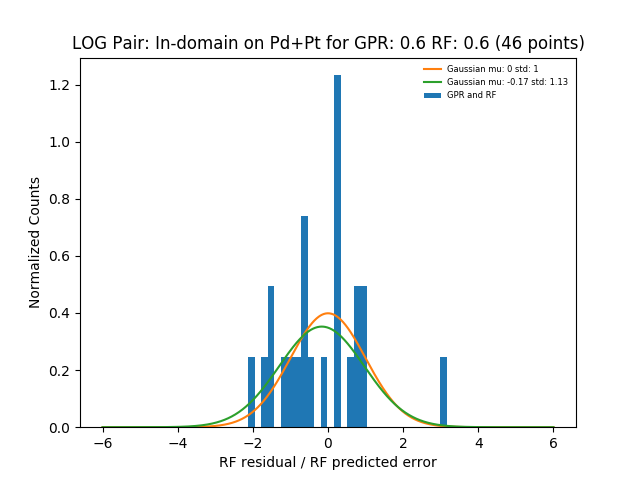 LOG Pair: In-domain on Pd+Pt for GPR: 0.6 RF: 0.6 (46 points)
Gaussian mu: 0 std: 1
Gaussian mu: -0.17 std: 1.13
GPR and RF
Normalized Counts
1.2
1.0
0.8
0.6
0.4
0.2
0.0
−6 −4 −2 0 2 4 6
RF residual / RF predicted error